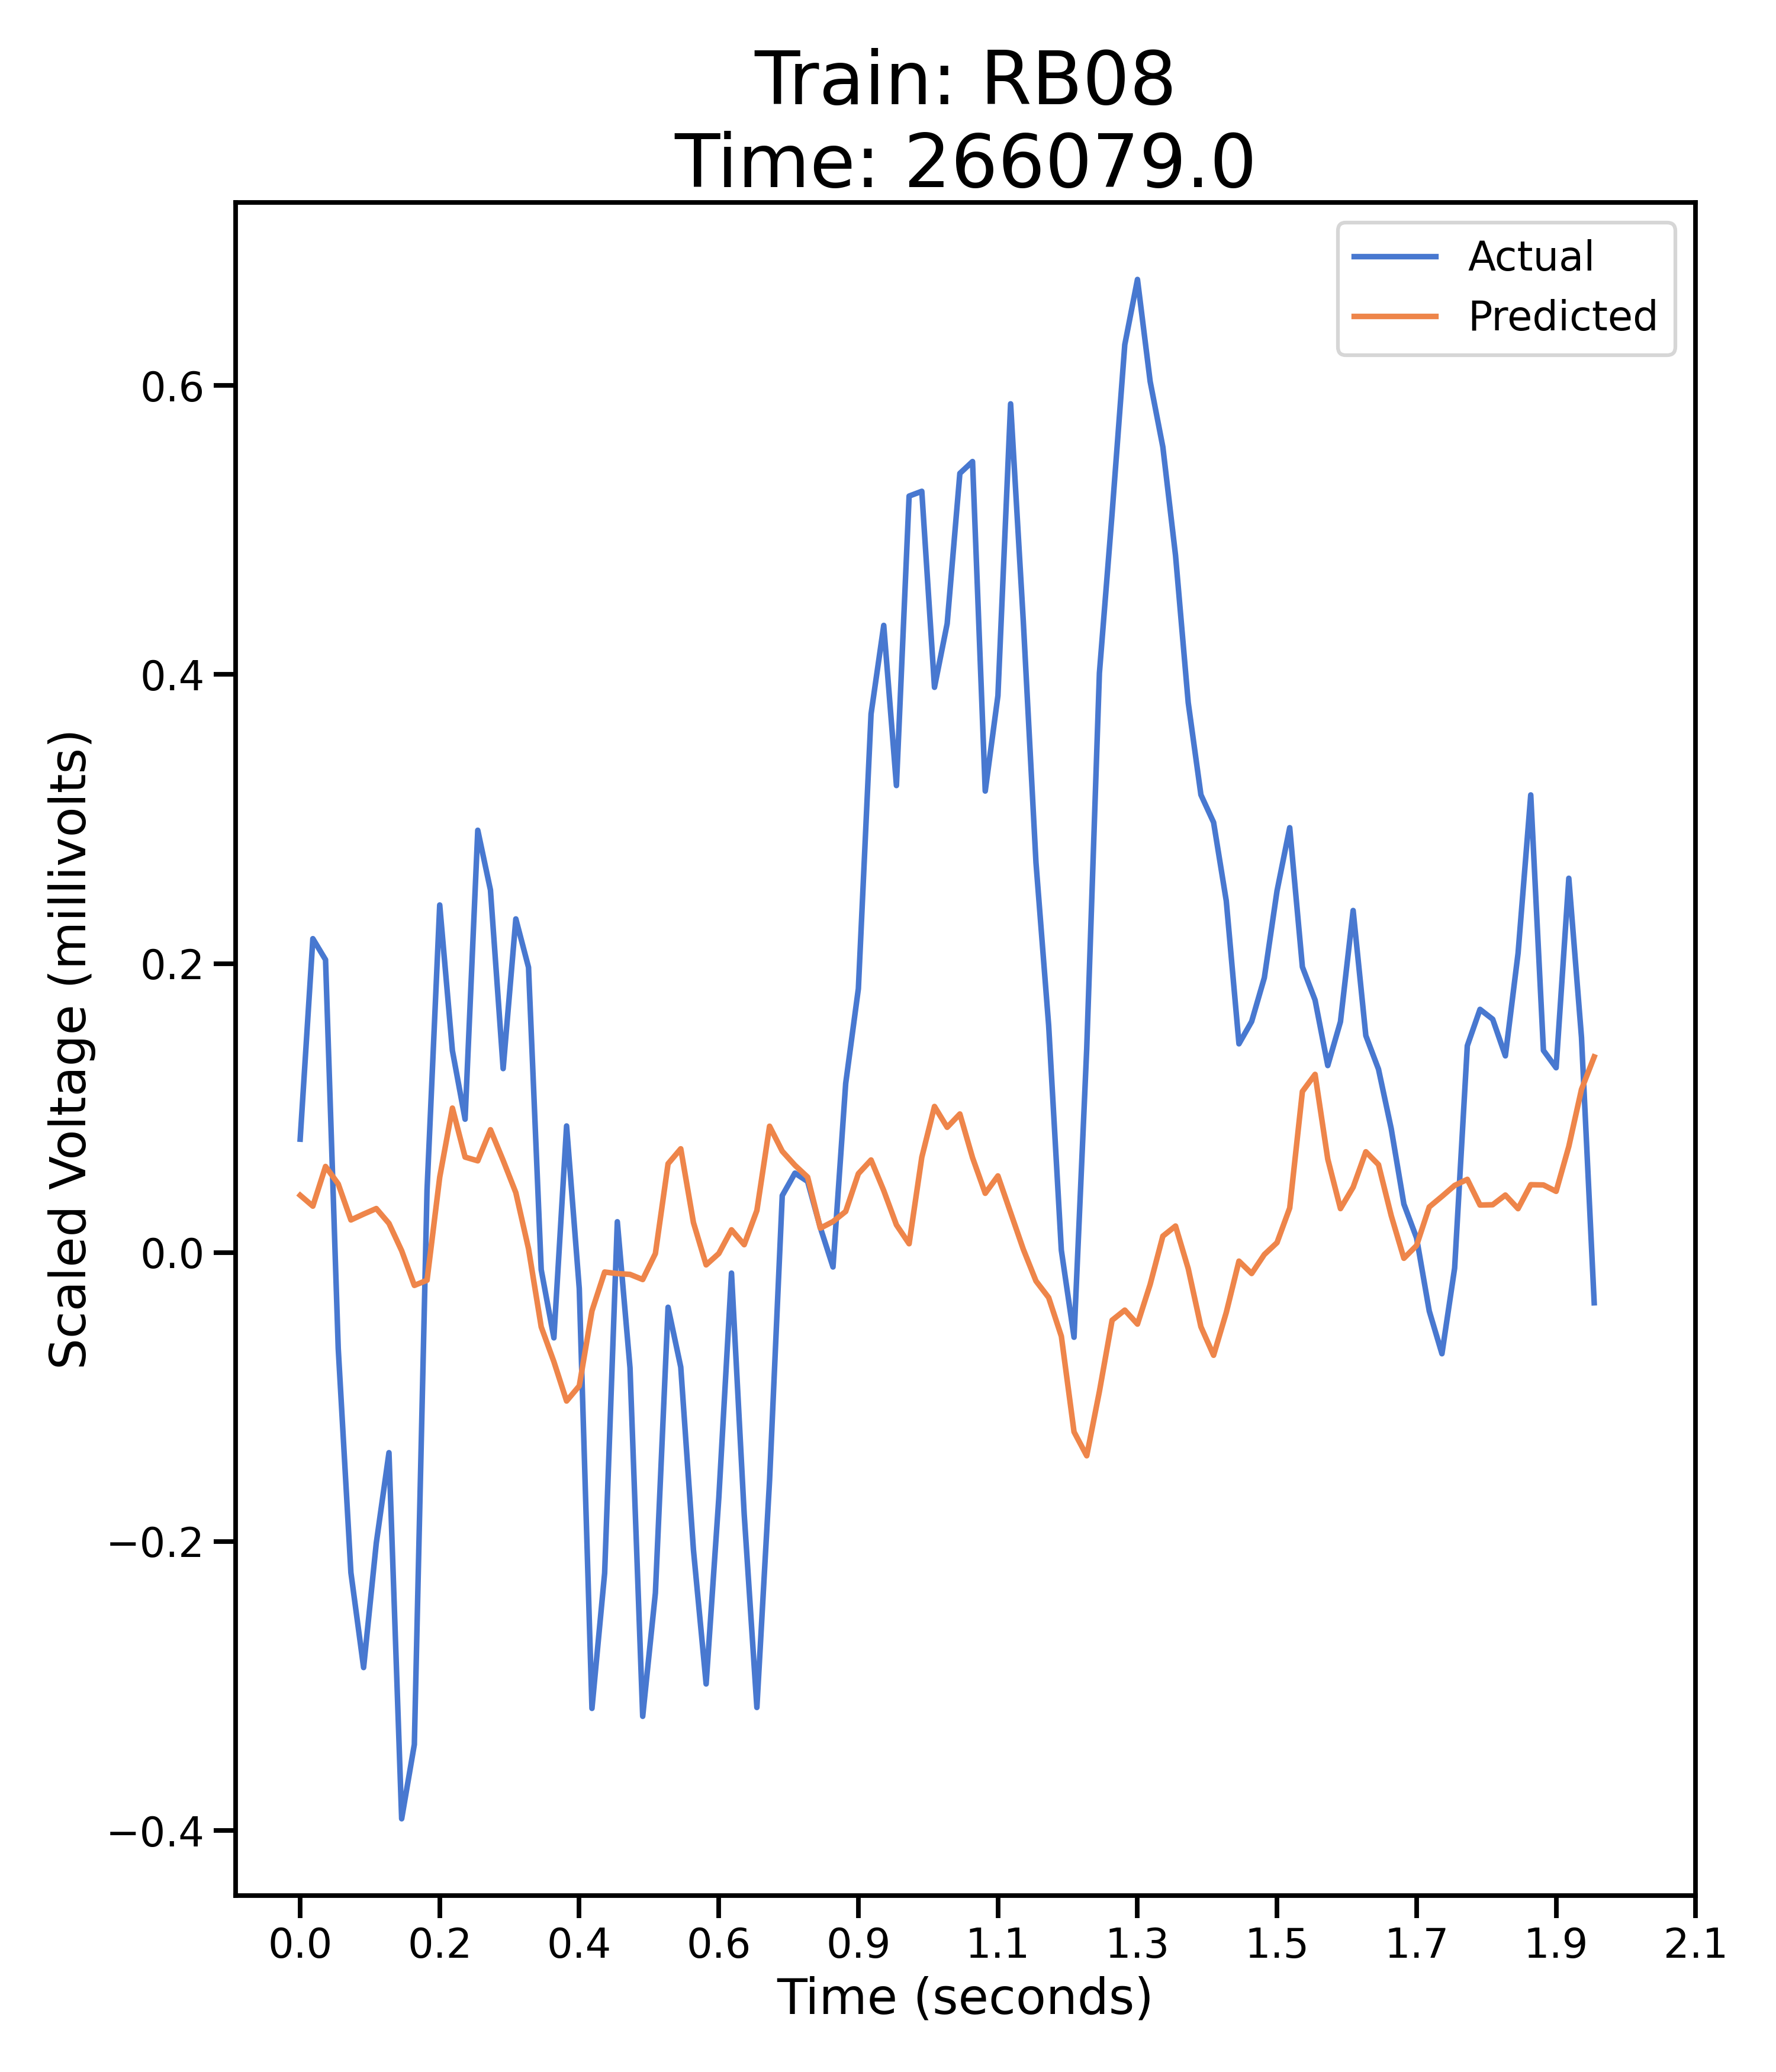 Train: RB08
Time: 266079.0
Actual
Predicted
0.6
0.4
0.2
0.0
−0.2
−0.4
Scaled Voltage (millivolts)
0.0 0.2 0.4 0.6 0.9 1.1 1.3 1.5 1.7 1.9 2.1
Time (seconds)